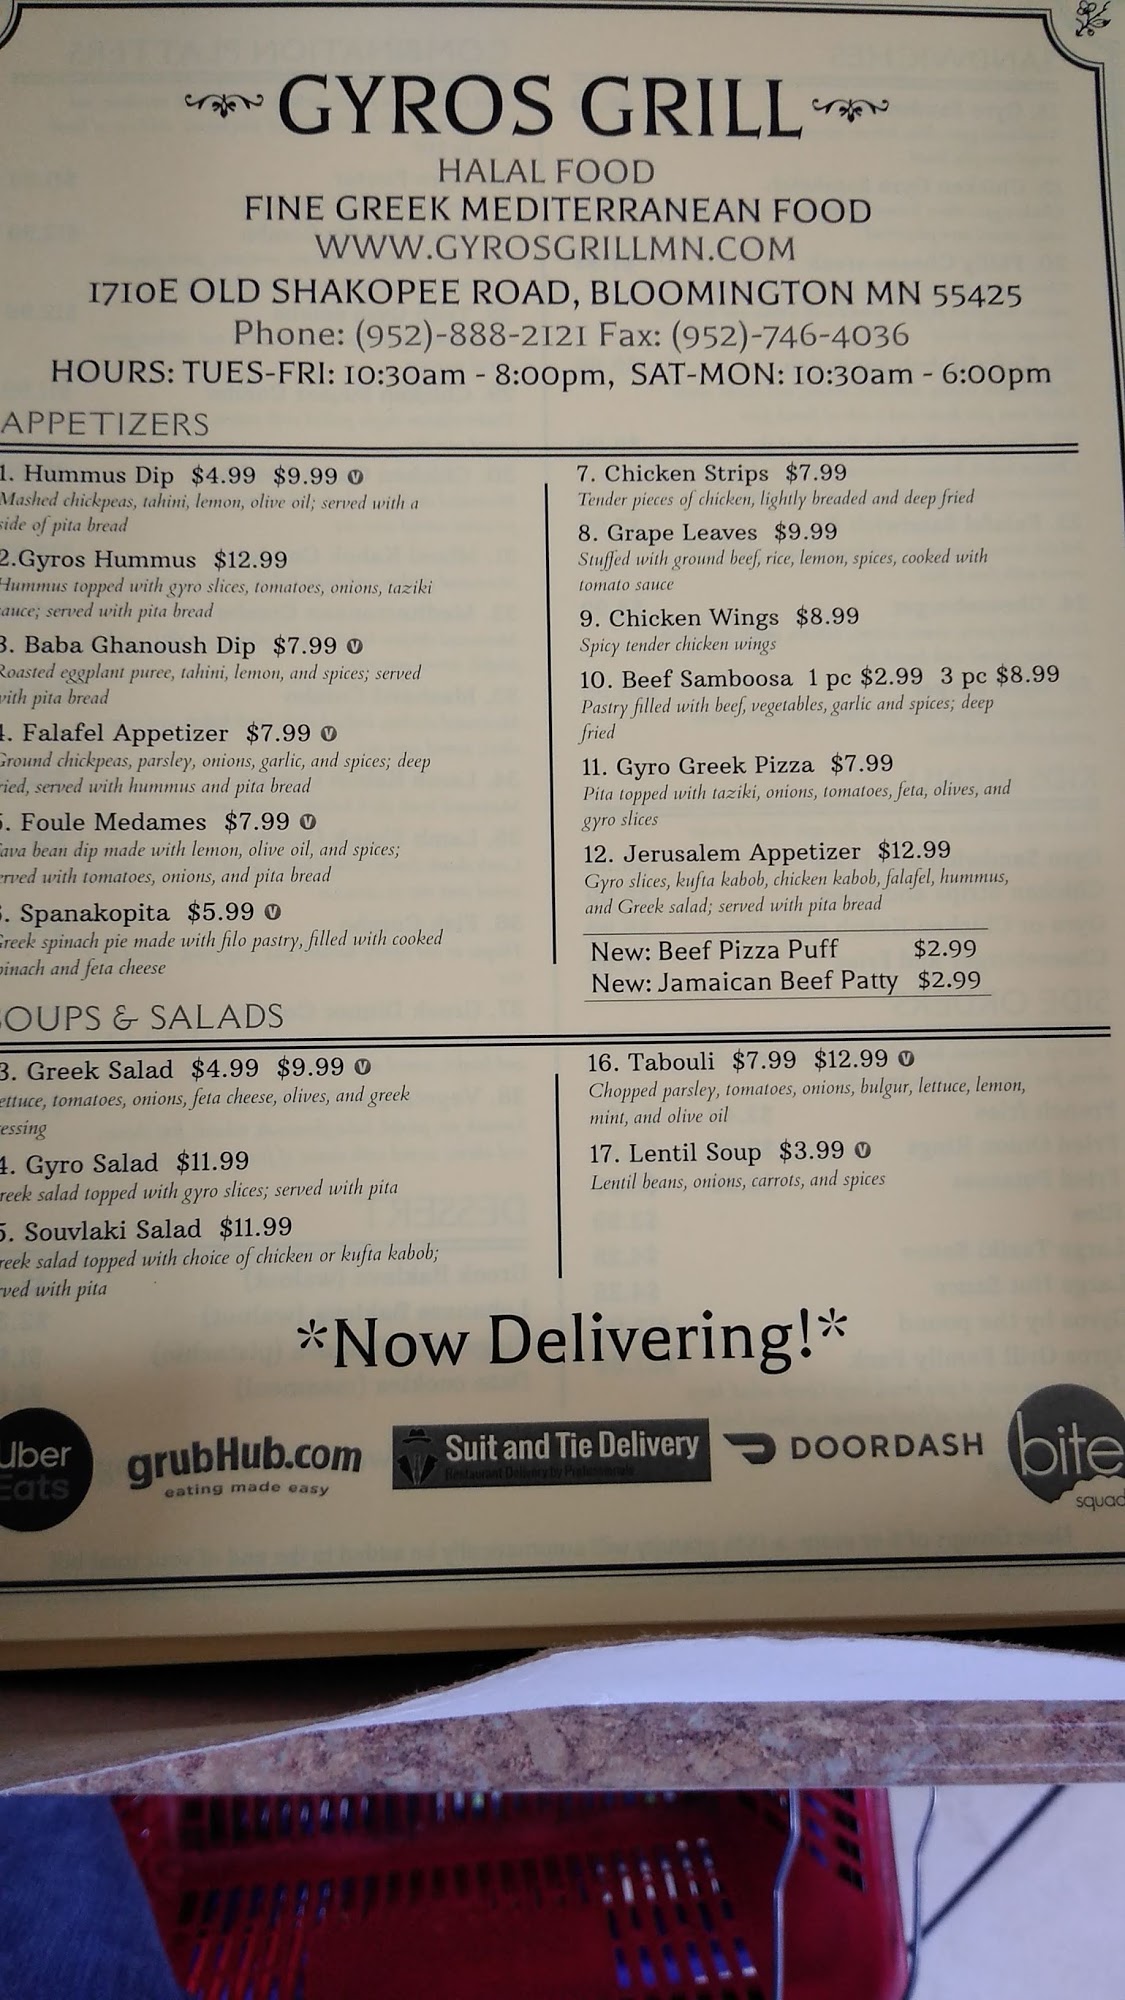 GYROS GRILL
HALAL FOOD
FINE GREEK MEDITERRANEAN FOOD
WWW.GYROSGRILLMN.COM
1710E OLD SHAKOPEE ROAD, BLOOMINGTON MN 55425
Phone: (952)-888-2121 Fax: (952)-746-4036
HOURS: TUES-FRI: 10:30am - 8:00pm, SAT-MON: 10:30am - 6:00pm
APPETIZERS
1. Hummus Dip $4.99 $9.99 V
Mashed chickpeas, tahini, lemon, olive oil; served with a
side of pita bread
2.Gyros Hummus $12.99
Hummus topped with gyro slices, tomatoes, onions, taziki
auce; served with pita bread
3. Baba Ghanoush Dip $7.99 V
Roasted eggplant puree, tahini, lemon, and spices; served
with pita bread
4. Falafel Appetizer $7.99 V
Ground chickpeas, parsley, onions, garlic, and spices; deep
ried, served with hummus and pita bread
5. Foule Medames $7.99 V
ava bean dip made with lemon, olive oil, and spices;
erved with tomatoes, onions, and pita bread
. Spanakopita $5.99 V
Greek spinach pie made with filo pastry, filled with cooked
pinach and feta cheese
7. Chicken Strips $7.99
Tender pieces of chicken, lightly breaded and deep fried
8. Grape Leaves $9.99
Stuffed with ground beef, rice, lemon, spices, cooked with
tomato sauce
9. Chicken Wings $8.99
Spicy tender chicken wings
10. Beef Samboosa 1 pc $2.99 3 pc $8.99
Pastry filled with beef, vegetables, garlic and spices; deep
fried
11. Gyro Greek Pizza $7.99
Pita topped with taziki, onions, tomatoes, feta, olives, and
gyro slices
12. Jerusalem Appetizer $12.99
Gyro slices, kufta kabob, chicken kabob, falafel, hummus,
and Greek salad; served with pita bread
New: Beef Pizza Puff $2.99
New: Jamaican Beef Patty $2.99
OUPS & SALADS
3. Greek Salad $4.99 $9.99 V
ettuce, tomatoes, onions, feta cheese, olives, and greek
essing
4. Gyro Salad $11.99
reek salad topped with gyro slices; served with pita
5. Souvlaki Salad $11.99
reek salad topped with choice of chicken or kufta kabob;
rved with pita
16. Tabouli $7.99 $12.99 V
Chopped parsley, tomatoes, onions, bulgur, lettuce, lemon,
mint, and olive oil
17. Lentil Soup $3.99 V
Lentil beans, onions, carrots, and spices
*Now Delivering!*
Uber
Eats
grubHub.com
eating made easy
Suit and Tie Delivery
Restaurant Delivery by Professionals
DOORDASH
bite
squad